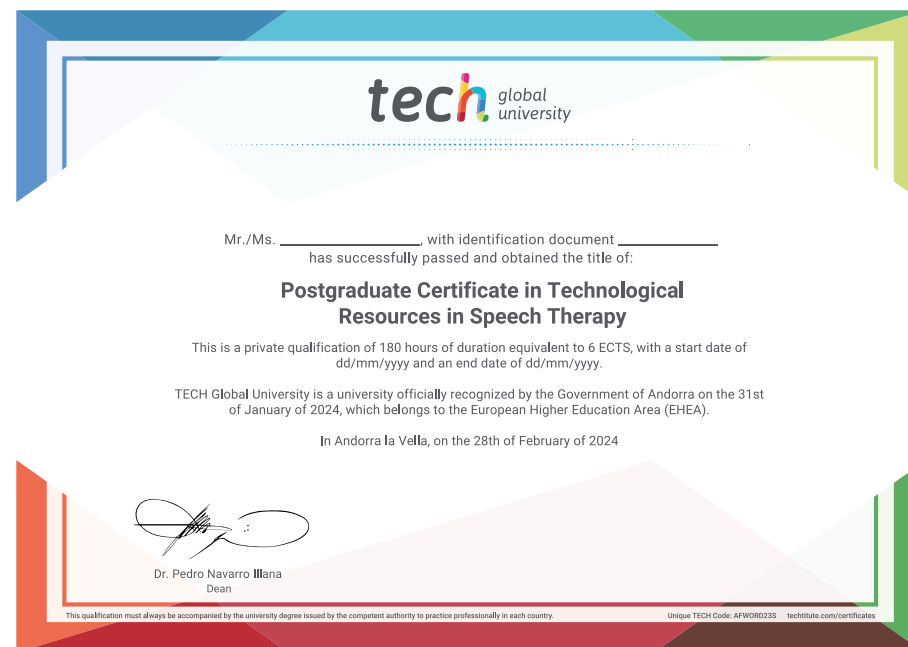 tech global university
Mr./Ms. ____________, with identification document ____________
has successfully passed and obtained the title of:
Postgraduate Certificate in Technological
Resources in Speech Therapy
This is a private qualification of 180 hours of duration equivalent to 6 ECTS, with a start date of
dd/mm/yyyy and an end date of dd/mm/yyyy.
TECH Global University is a university officially recognized by the Government of Andorra on the 31st
of January of 2024, which belongs to the European Higher Education Area (EHEA).
In Andorra la Vella, on the 28th of February of 2024
Dr. Pedro Navarro Illana
Dean
This qualification must always be accompanied by the university degree issued by the competent authority to practice professionally in each country.
Unique TECH Code: AFWORD23S techtitute.com/certificates